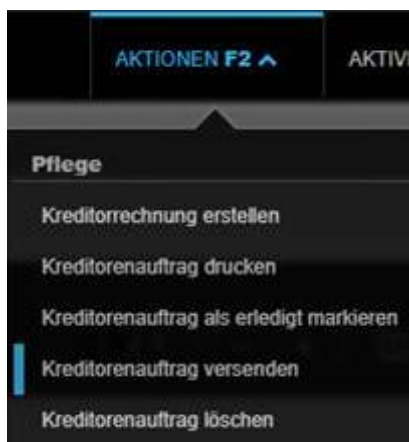 AKTIONEN F2
Pflege
Kreditorrechnung erstellen
Kreditorenauftrag drucken
Kreditorenauftrag als erledigt markieren
Kreditorenauftrag versenden
Kreditorenauftrag löschen